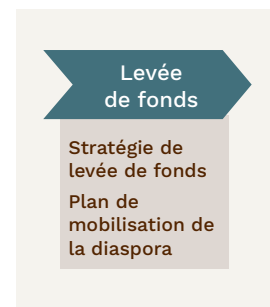 Levée
de fonds
Stratégie de
levée de fonds
Plan de
mobilisation de
la diaspora